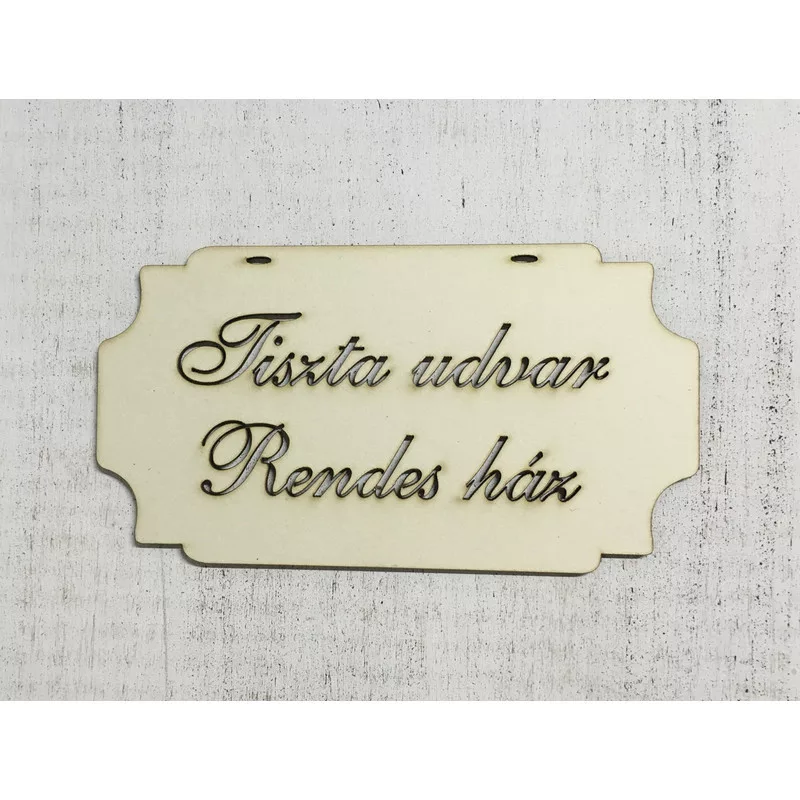 Tiszta udvar
Rendes ház